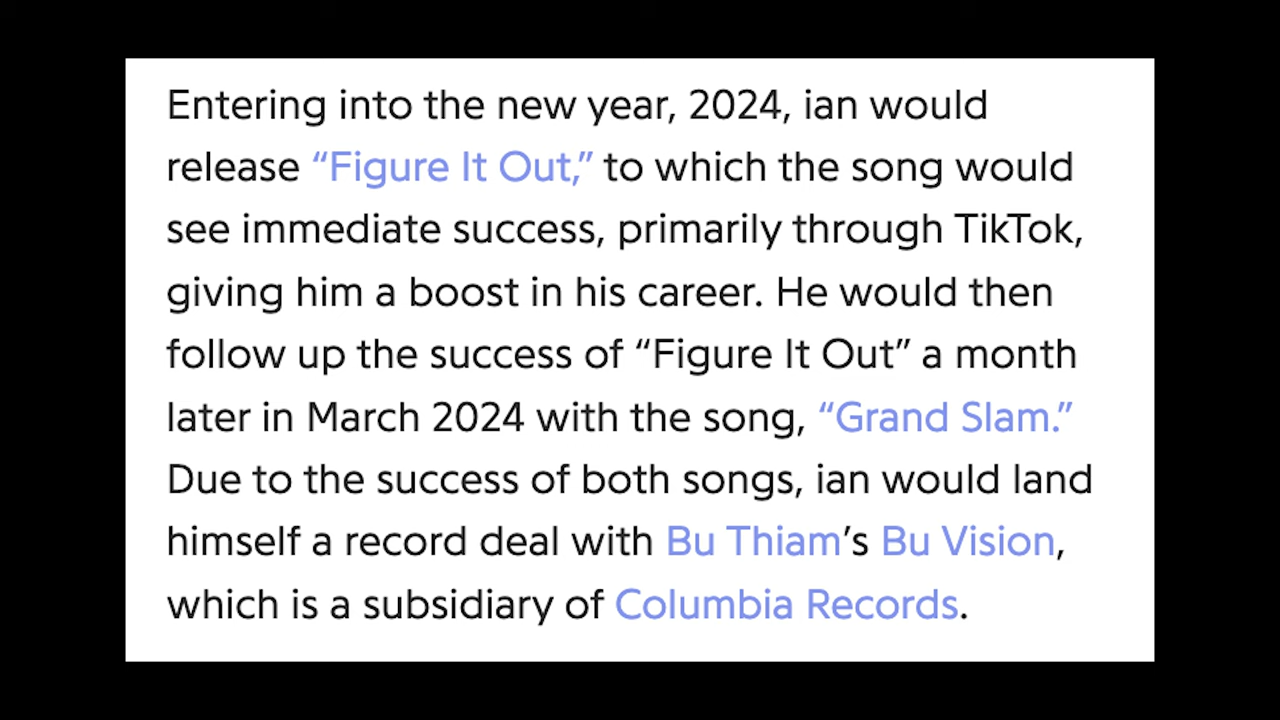 Entering into the new year, 2024, ian would
release “Figure It Out,” to which the song would
see immediate success, primarily through TikTok,
giving him a boost in his career. He would then
follow up the success of “Figure It Out” a month
later in March 2024 with the song, “Grand Slam.”
Due to the success of both songs, ian would land
himself a record deal with Bu Thiam’s Bu Vision,
which is a subsidiary of Columbia Records.